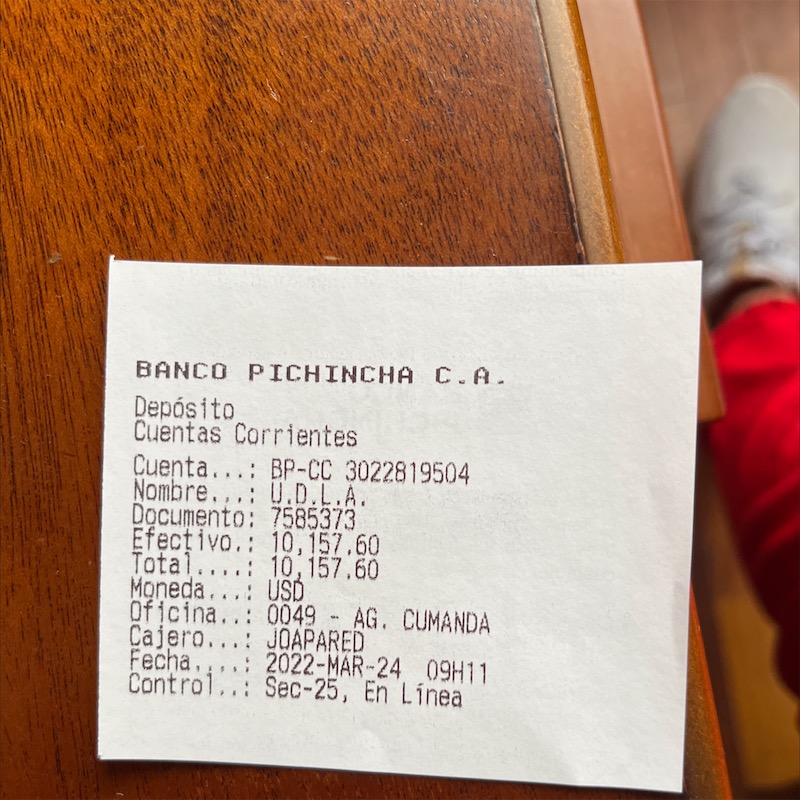 BANCO PICHINCHA C.A.
Depósito
Cuentas Corrientes
Cuenta...: BP-CC 3022819504
Nombre...: U.D.L.A.
Documento: 7585373
Efectivo.: 10,157.60
Total....: 10,157.60
Moneda...: USD
Oficina..: 0049 - AG. CUMANDA
Cajero...: JOAPARED
Fecha....: 2022-MAR-24 09H11
Control..: Sec-25, En Línea